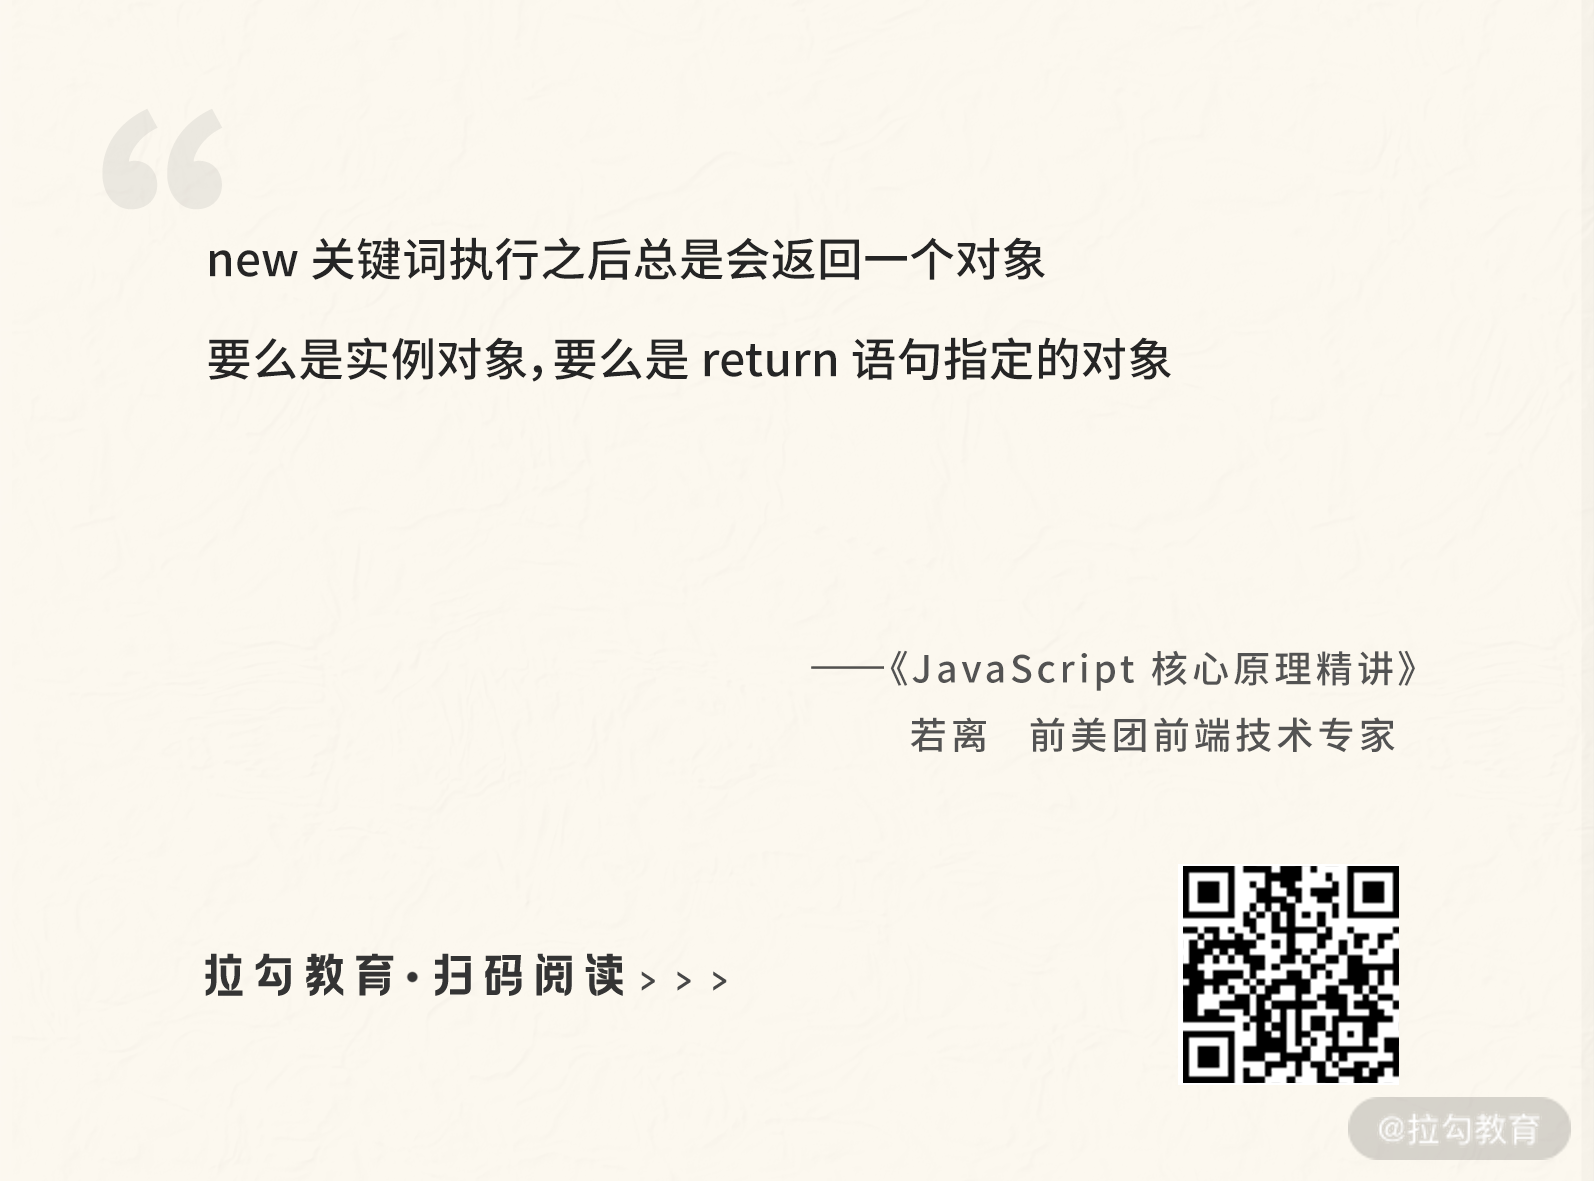 “
new 关键词执行之后总是会返回一个对象
要么是实例对象，要么是 return 语句指定的对象
——《JavaScript 核心原理精讲》
若离 前美团前端技术专家
拉勾教育·扫码阅读 > > >
@拉勾教育